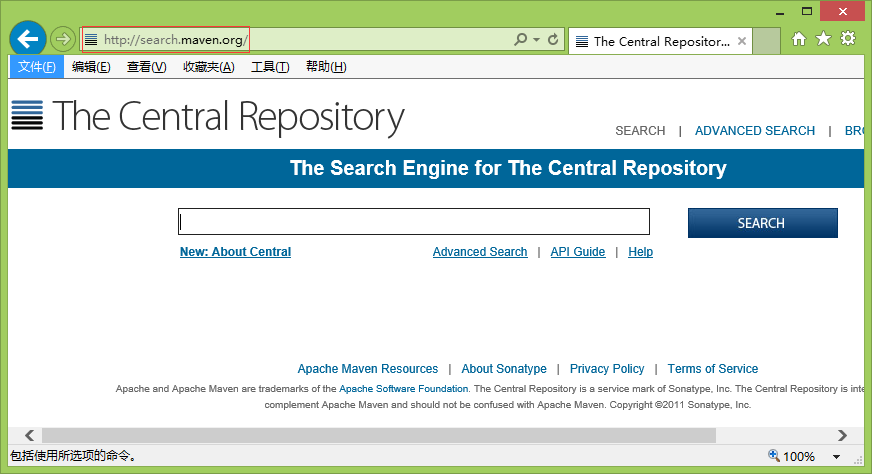 http://search.maven.org/
The Central Repositor...
文件(F) 编辑(E) 查看(V) 收藏夹(A) 工具(T) 帮助(H)
The Central Repository
SEARCH | ADVANCED SEARCH | BRO
The Search Engine for The Central Repository
SEARCH
New: About Central Advanced Search | API Guide | Help
Apache Maven Resources | About Sonatype | Privacy Policy | Terms of Service
Apache and Apache Maven are trademarks of the Apache Software Foundation. The Central Repository is a service mark of Sonatype, Inc. The Central Repository is inte
complement Apache Maven and should not be confused with Apache Maven. Copyright ©2011 Sonatype, Inc.
包括使用所选项的命令。 100%